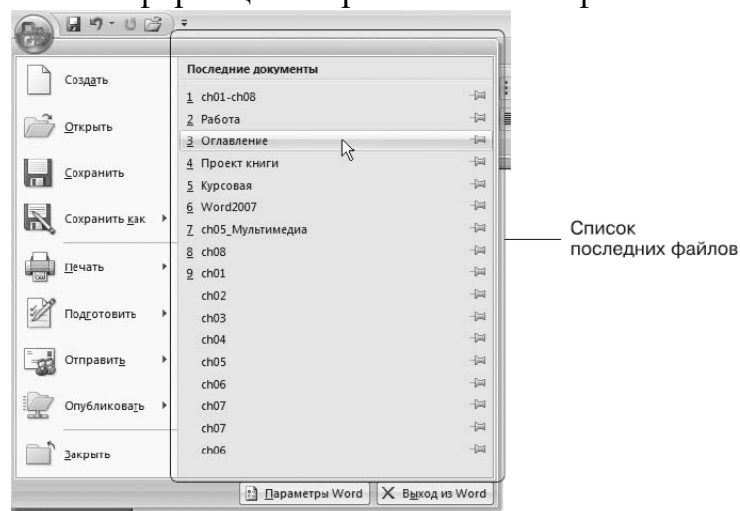 Создать
Открыть
Сохранить
Сохранить как
Печать
Подготовить
Отправить
Опубликовать
Закрыть
Последние документы
1 ch01-ch08
2 Работа
3 Оглавление
4 Проект книги
5 Курсовая
6 Word2007
7 ch05_Мультимедиа
8 ch08
9 ch01
ch02
ch03
ch04
ch05
ch06
ch07
ch07
ch06
Параметры Word
Выход из Word
Список
последних файлов